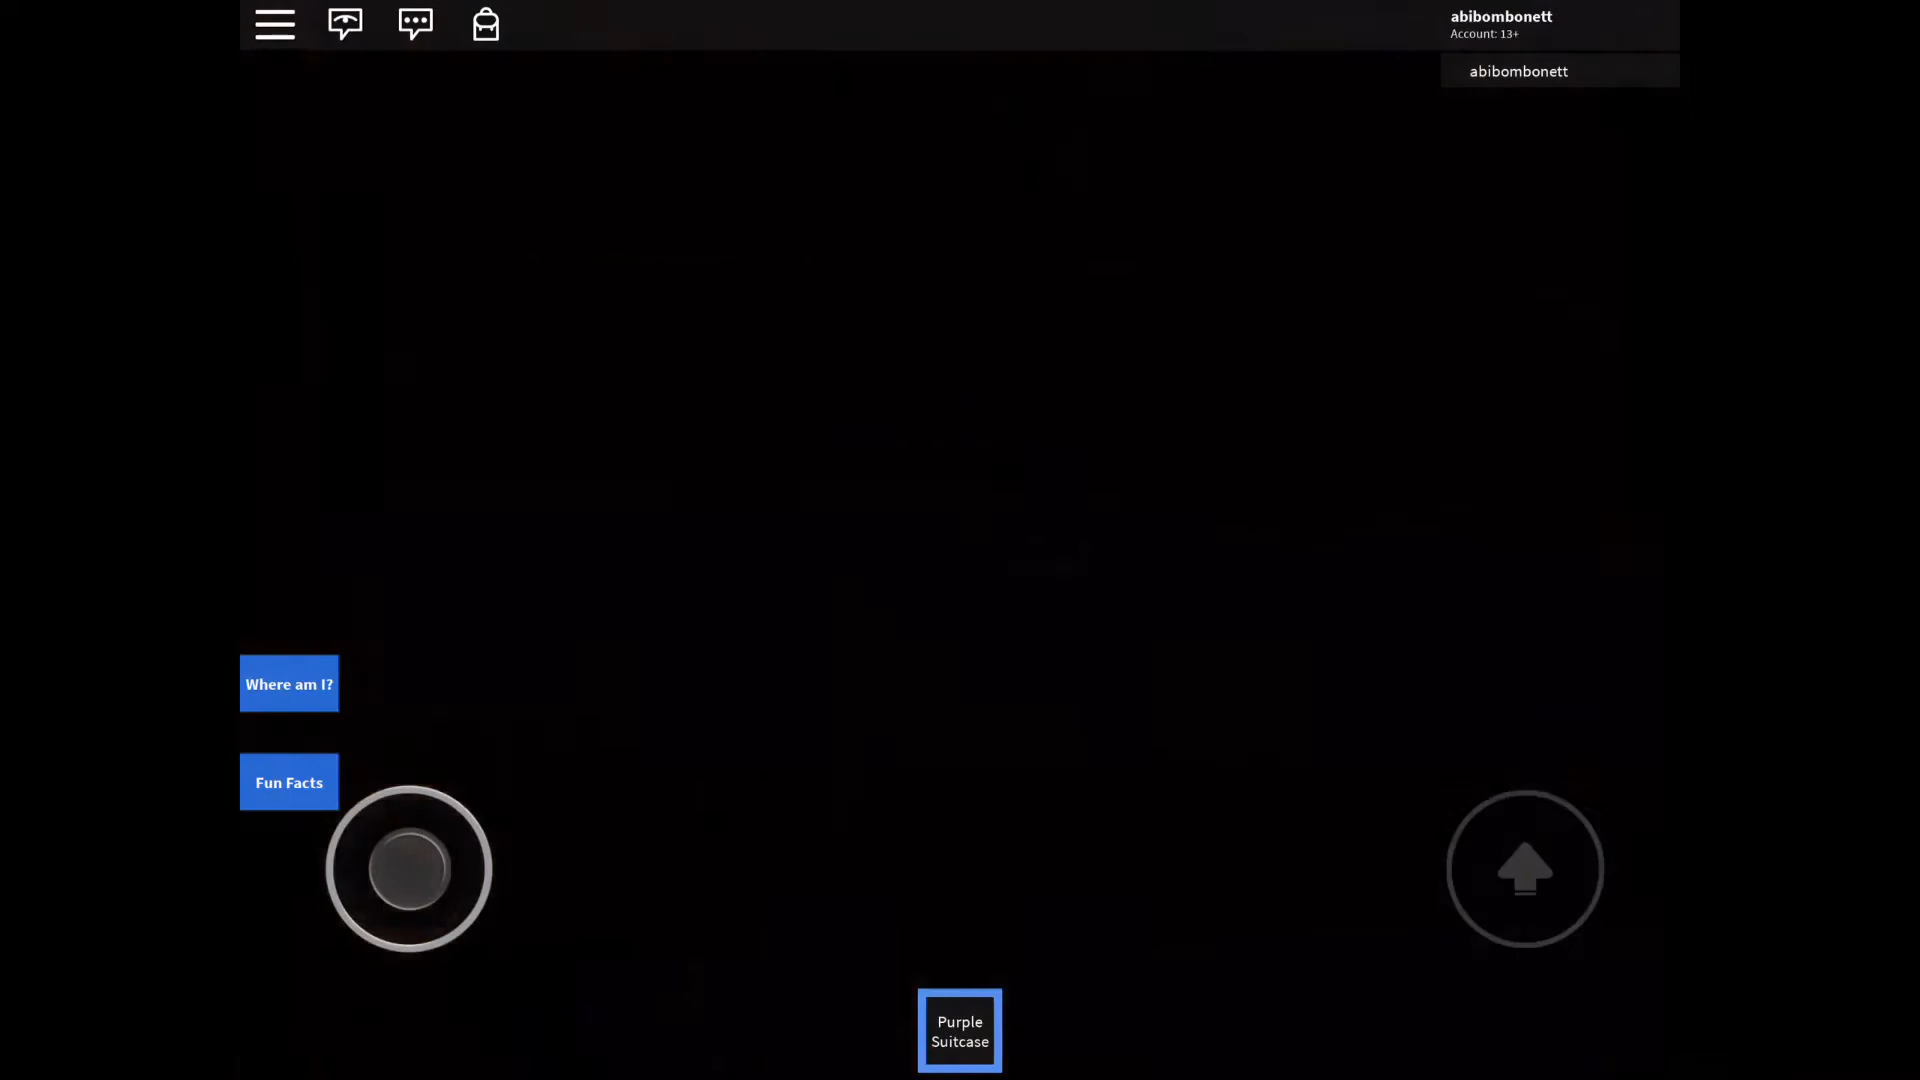 abibombonett
Account: 13+
abibombonett
Where am I?
Fun Facts
Purple
Suitcase